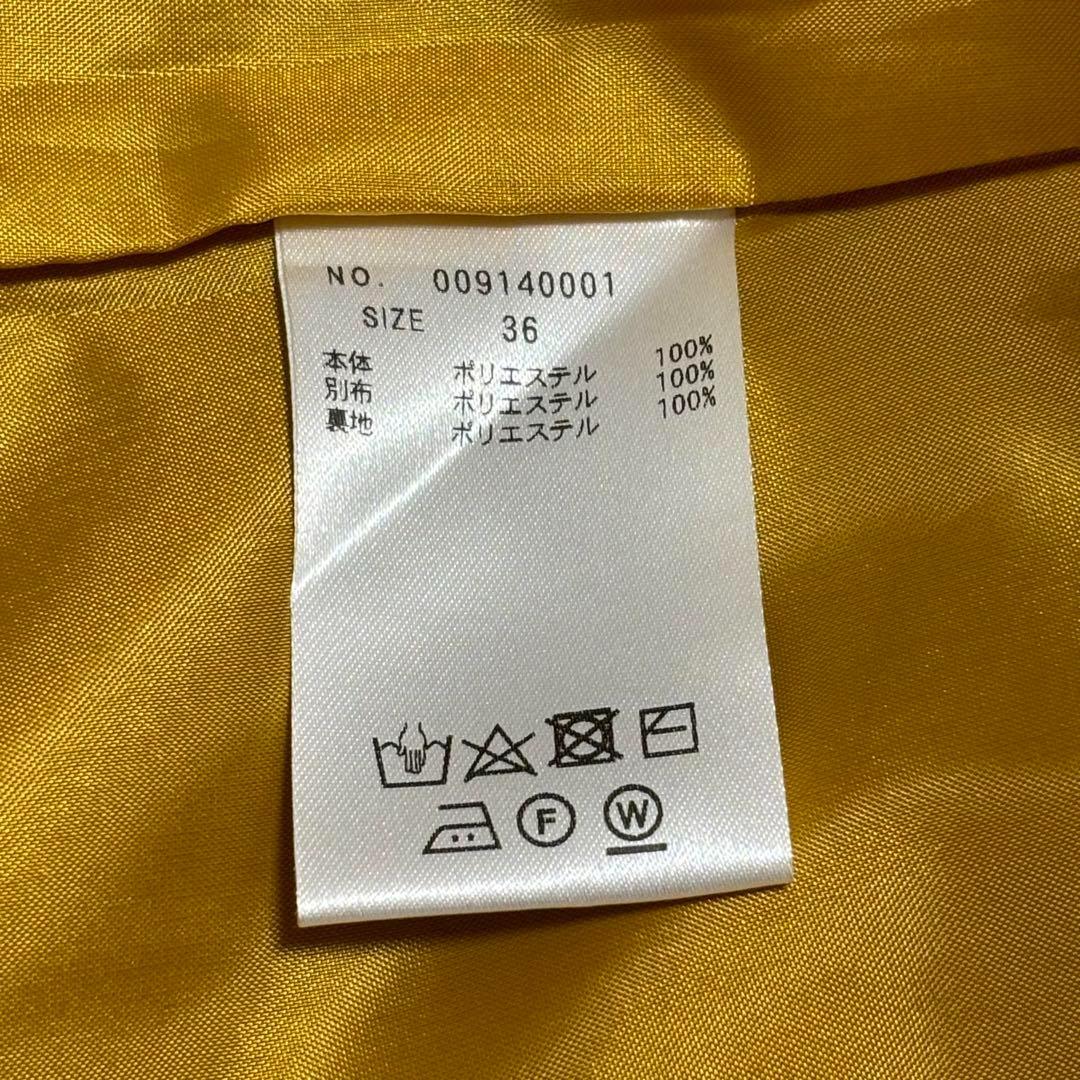 NO. 009140001
SIZE 36
本体 ポリエステル 100%
別布 ポリエステル 100%
裏地 ポリエステル 100%
F W